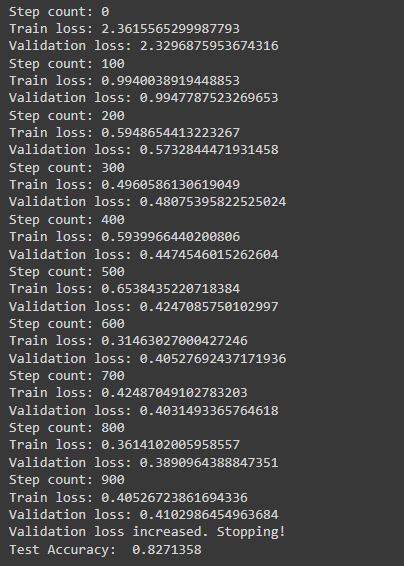 Step count: 0
Train loss: 2.3615565299987793
Validation loss: 2.3296875953674316
Step count: 100
Train loss: 0.9940038919448853
Validation loss: 0.9947787523269653
Step count: 200
Train loss: 0.5948654413223267
Validation loss: 0.5732844471931458
Step count: 300
Train loss: 0.4960586130619049
Validation loss: 0.48075395822525024
Step count: 400
Train loss: 0.5939966440200806
Validation loss: 0.4474546015262604
Step count: 500
Train loss: 0.6538435220718384
Validation loss: 0.4247085750102997
Step count: 600
Train loss: 0.31463027000427246
Validation loss: 0.40527692437171936
Step count: 700
Train loss: 0.42487049102783203
Validation loss: 0.4031493365764618
Step count: 800
Train loss: 0.3614102005958557
Validation loss: 0.3890964388847351
Step count: 900
Train loss: 0.40526723861694336
Validation loss: 0.4102986454963684
Validation loss increased. Stopping!
Test Accuracy:  0.8271358